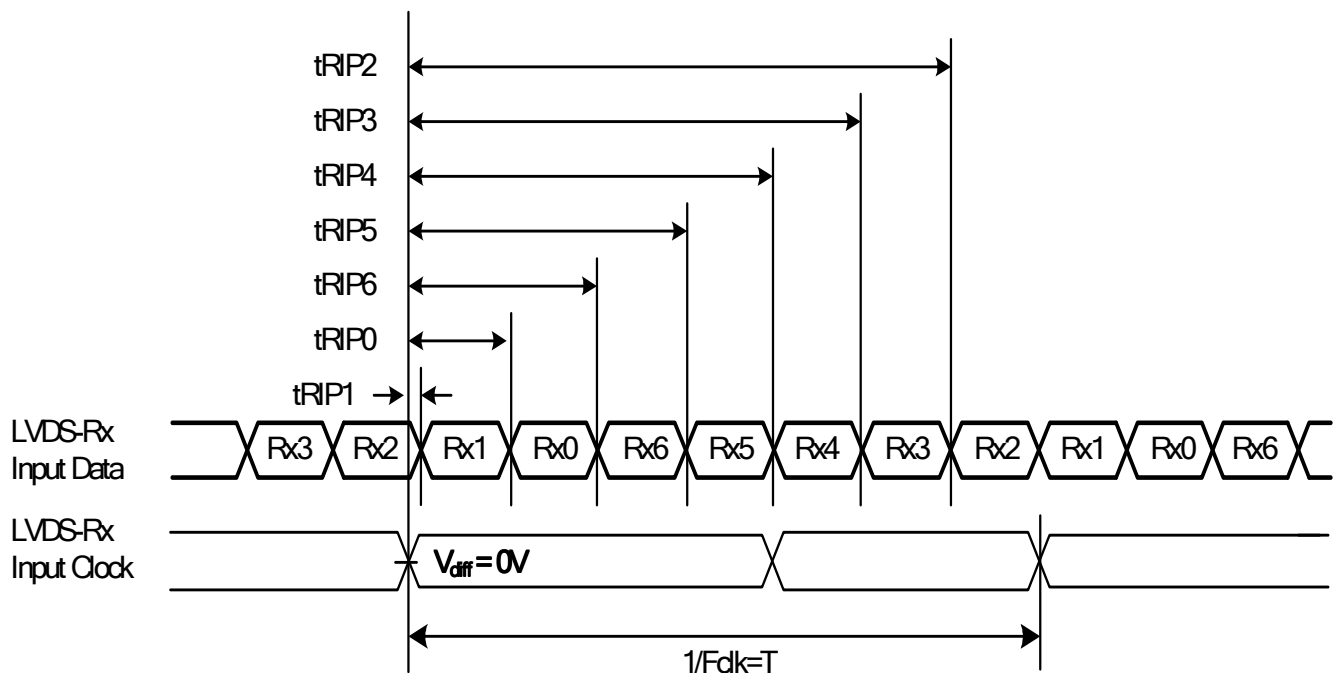 tRIP2
tRIP3
tRIP4
tRIP5
tRIP6
tRIP0
tRIP1
LVDS-Rx
Input Data
Rx3 Rx2 Rx1 Rx0 Rx6 Rx5 Rx4 Rx3 Rx2 Rx1 Rx0 Rx6
LVDS-Rx
Input Clock
Vdiff = 0V
1/Fclk=T